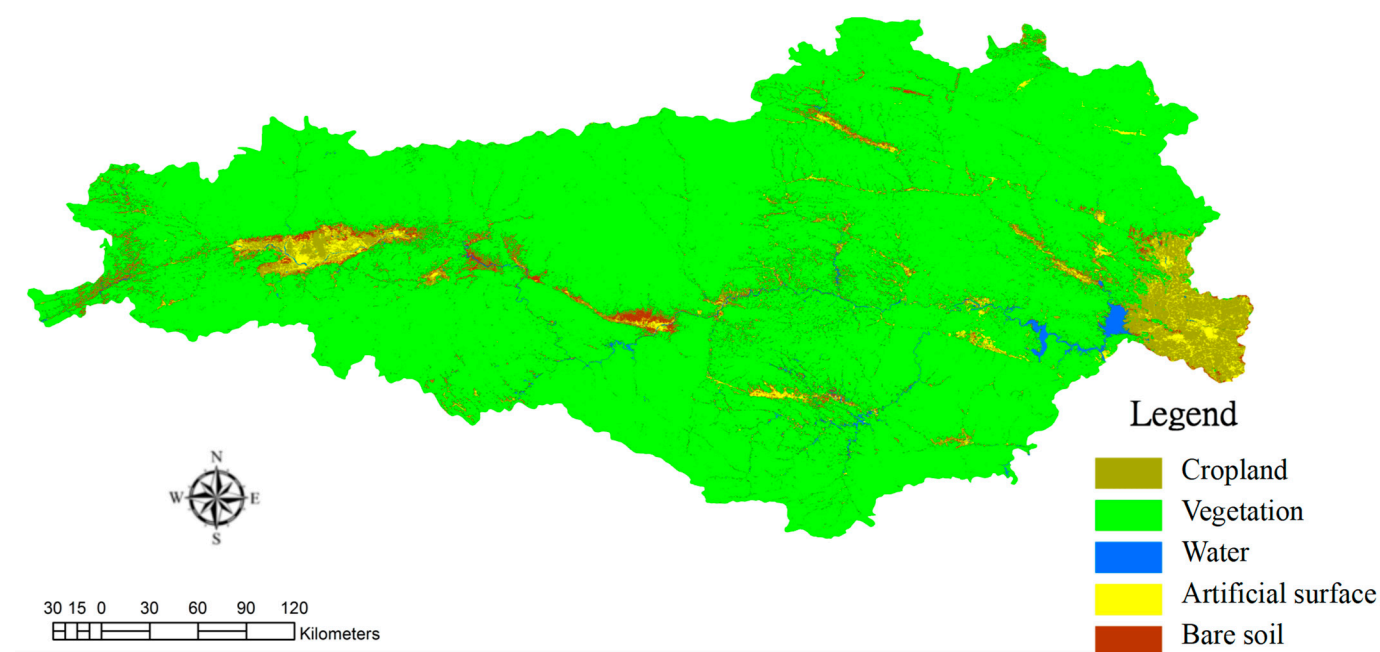 Legend
Cropland
Vegetation
Water
Artificial surface
Bare soil
N
W E
S
30 15 0 30 60 90 120
Kilometers